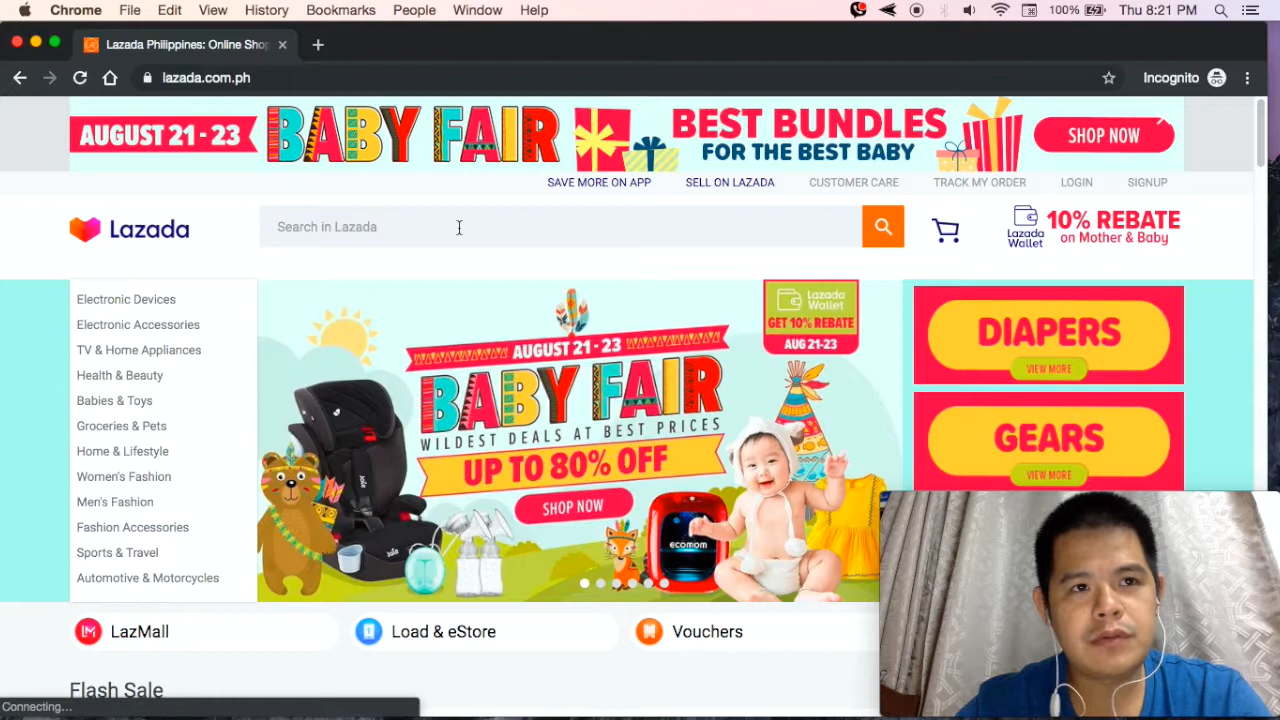 Chrome File Edit View History Bookmarks People Window Help 100% Thu 8:21 PM
Lazada Philippines: Online Shop
lazada.com.ph Incognito
AUGUST 21 - 23 BABY FAIR BEST BUNDLES FOR THE BEST BABY SHOP NOW
SAVE MORE ON APP SELL ON LAZADA CUSTOMER CARE TRACK MY ORDER LOGIN SIGNUP
Lazada Search in Lazada Lazada Wallet 10% REBATE on Mother & Baby
Electronic Devices
Electronic Accessories
TV & Home Appliances
Health & Beauty
Babies & Toys
Groceries & Pets
Home & Lifestyle
Women's Fashion
Men's Fashion
Fashion Accessories
Sports & Travel
Automotive & Motorcycles
AUGUST 21 - 23
BABY FAIR
WILDEST DEALS AT BEST PRICES
UP TO 80% OFF
SHOP NOW
Joie
ecomom
Lazada Wallet
GET 10% REBATE
AUG 21-23
DIAPERS
VIEW MORE
GEARS
VIEW MORE
LazMall Load & eStore Vouchers
Flash Sale
Connecting...